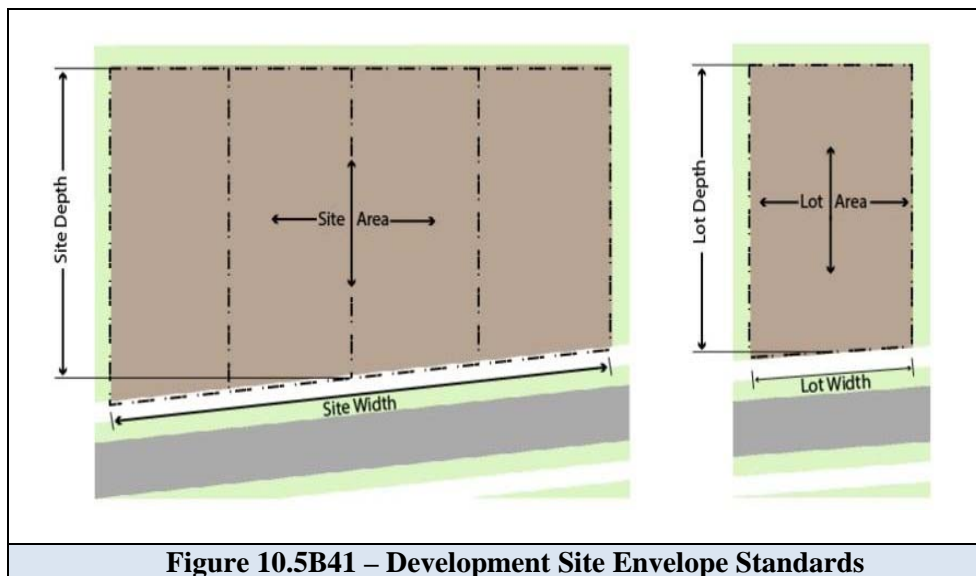 Site Depth
Site Area
Site Width
Lot Depth
Lot Area
Lot Width
Figure 10.5B41 – Development Site Envelope Standards